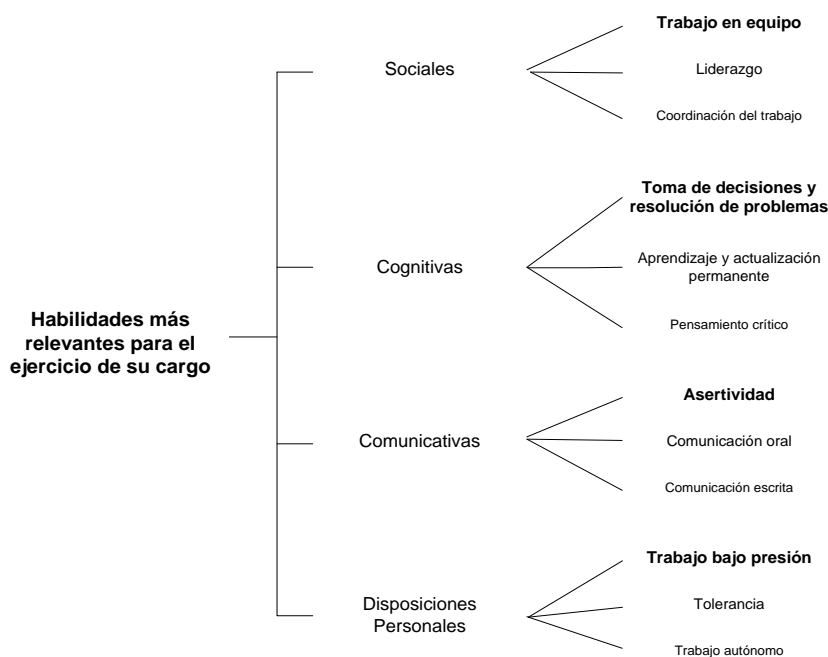 Habilidades más
relevantes para el
ejercicio de su cargo
Sociales
Trabajo en equipo
Liderazgo
Coordinación del trabajo
Cognitivas
Toma de decisiones y
resolución de problemas
Aprendizaje y actualización
permanente
Pensamiento crítico
Comunicativas
Asertividad
Comunicación oral
Comunicación escrita
Disposiciones
Personales
Trabajo bajo presión
Tolerancia
Trabajo autónomo